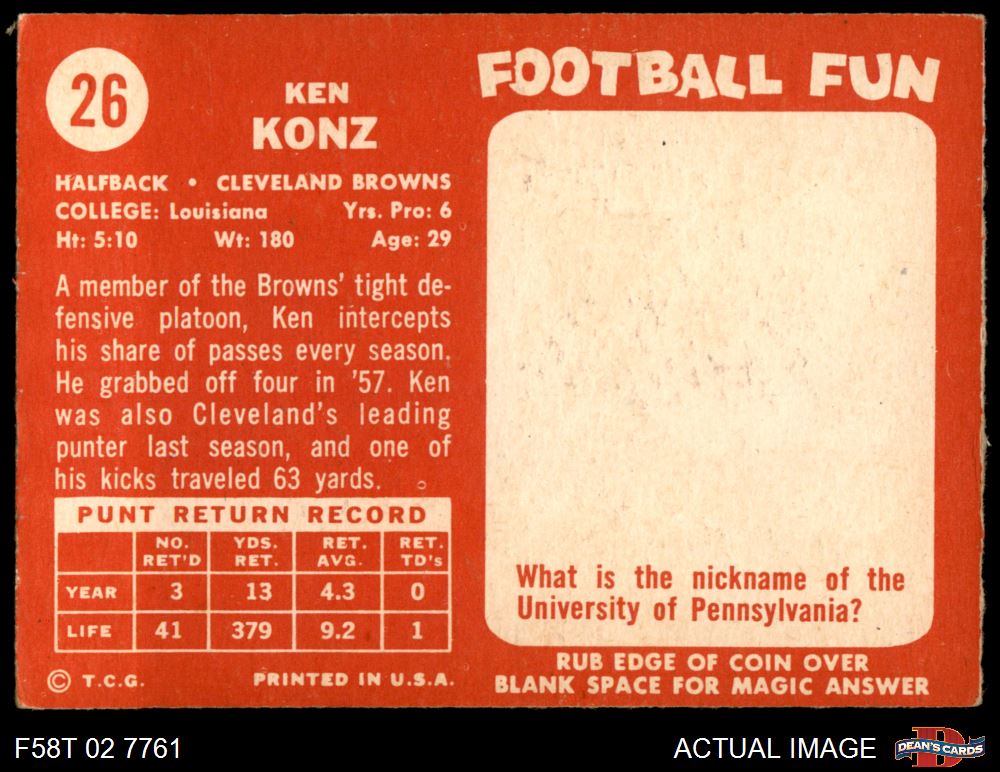 26
KEN
KONZ
HALFBACK • CLEVELAND BROWNS
COLLEGE: Louisiana Yrs. Pro: 6
Ht: 5:10 Wt: 180 Age: 29
A member of the Browns' tight de-
fensive platoon, Ken intercepts
his share of passes every season.
He grabbed off four in '57. Ken
was also Cleveland's leading
punter last season, and one of
his kicks traveled 63 yards.
PUNT RETURN RECORD
NO. RET'D YDS. RET. RET. AVG. RET. TD's
YEAR 3 13 4.3 0
LIFE 41 379 9.2 1
© T.C.G. PRINTED IN U.S.A.
FOOTBALL FUN
What is the nickname of the
University of Pennsylvania?
RUB EDGE OF COIN OVER
BLANK SPACE FOR MAGIC ANSWER
F58T 02 7761
ACTUAL IMAGE
D
DEAN'S CARDS